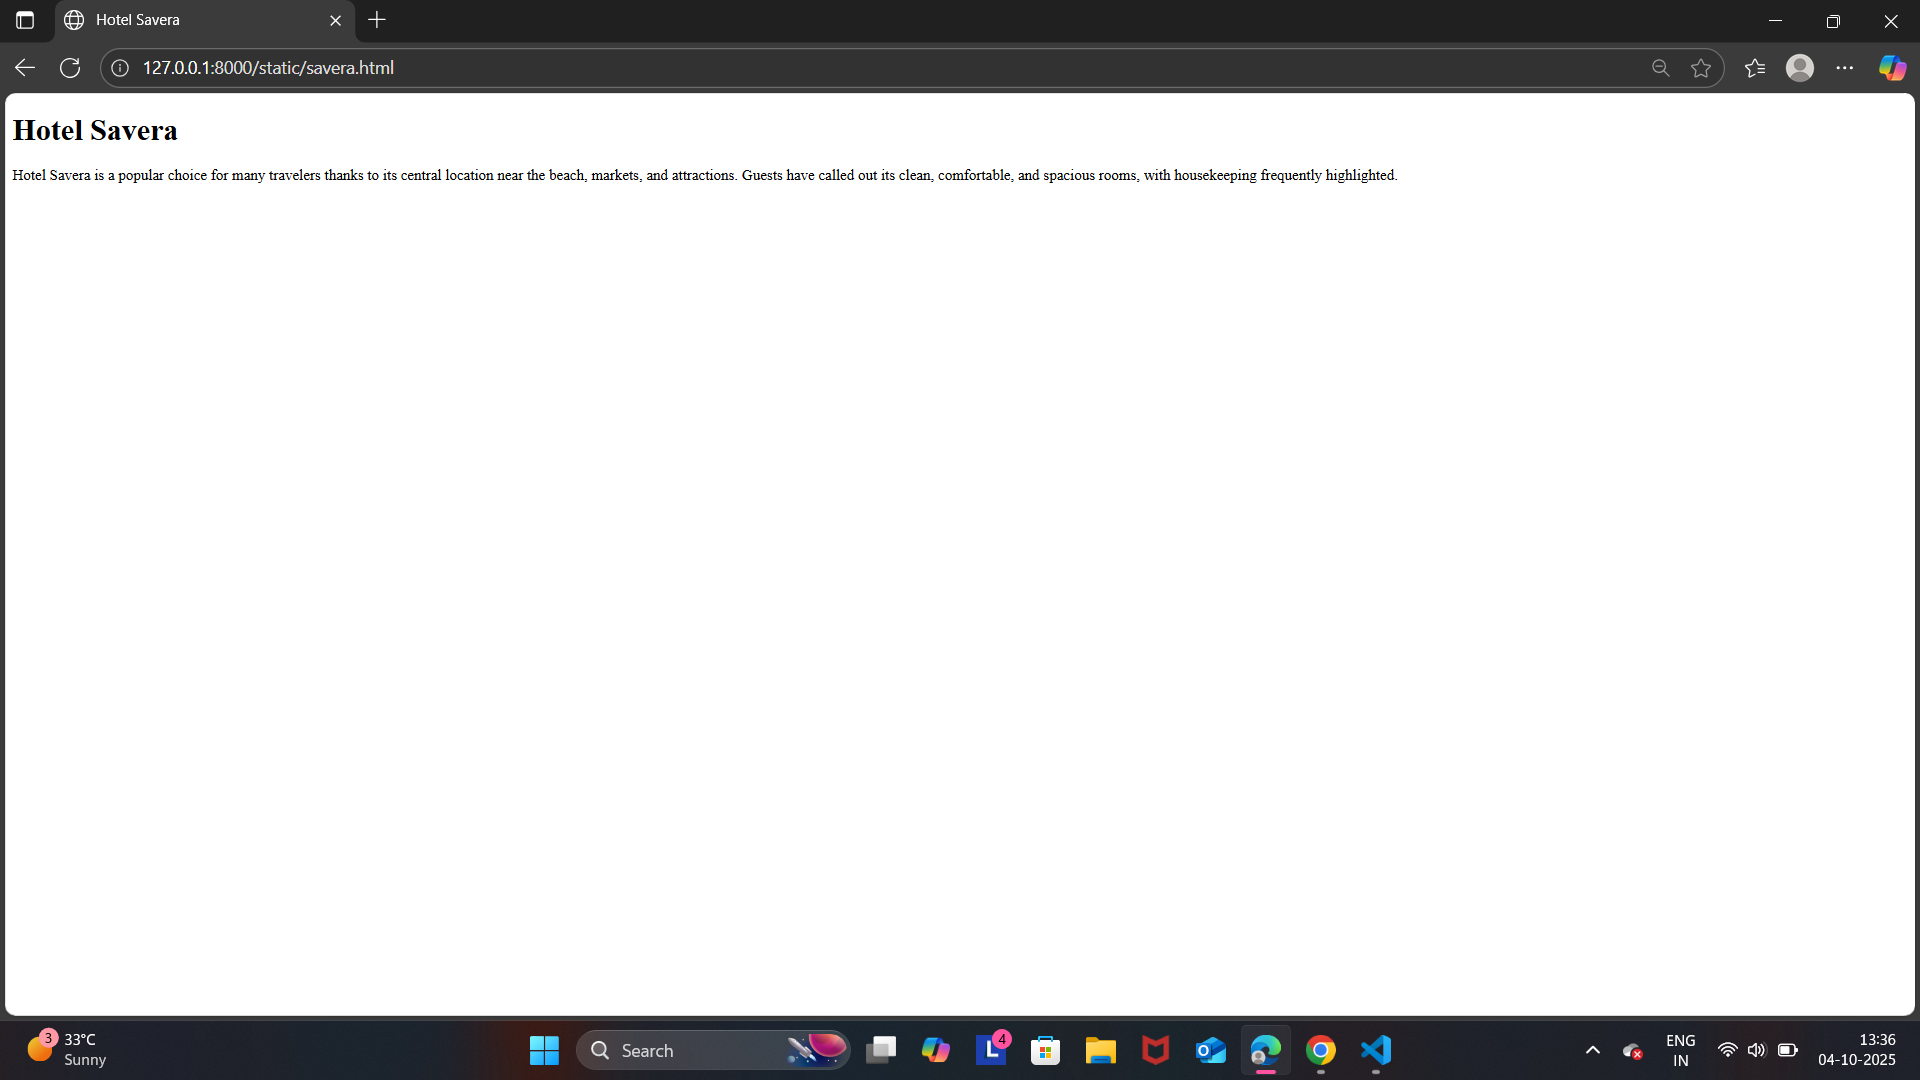 Hotel Savera
127.0.0.1:8000/static/savera.html
Hotel Savera
Hotel Savera is a popular choice for many travelers thanks to its central location near the beach, markets, and attractions. Guests have called out its clean, comfortable, and spacious rooms, with housekeeping frequently highlighted.
3
33°C
Sunny
Search
L
4
ENG
IN
13:36
04-10-2025